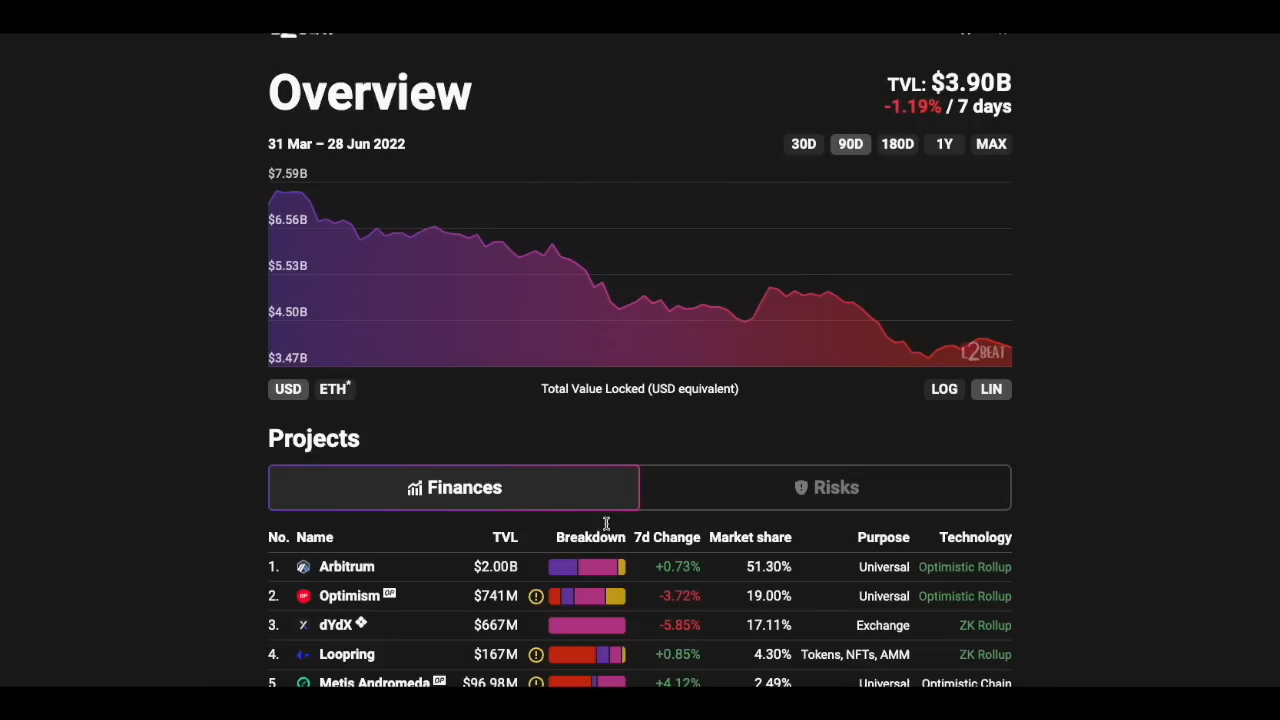 Overview
TVL: $3.90B
-1.19% / 7 days
31 Mar – 28 Jun 2022
30D 90D 180D 1Y MAX
$7.59B
$6.56B
$5.53B
$4.50B
$3.47B
L2BEAT
USD ETH* Total Value Locked (USD equivalent) LOG LIN
Projects
Finances Risks
No. Name TVL Breakdown 7d Change Market share Purpose Technology
1. Arbitrum $2.00B +0.73% 51.30% Universal Optimistic Rollup
2. Optimism OP $741M -3.72% 19.00% Universal Optimistic Rollup
3. dYdX $667M -5.85% 17.11% Exchange ZK Rollup
4. Loopring $167M +0.85% 4.30% Tokens, NFTs, AMM ZK Rollup
5. Metis Andromeda OP $96.98M +4.12% 2.49% Universal Optimistic Chain